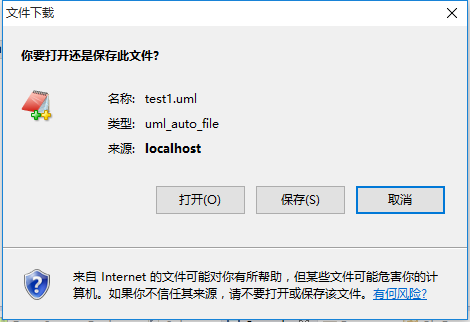 文件下载
你要打开还是保存此文件?
名称: test1.uml
类型: uml_auto_file
来源: localhost
打开(O) 保存(S) 取消
来自 Internet 的文件可能对你有所帮助，但某些文件可能危害你的计
算机。如果你不信任其来源，请不要打开或保存该文件。有何风险?